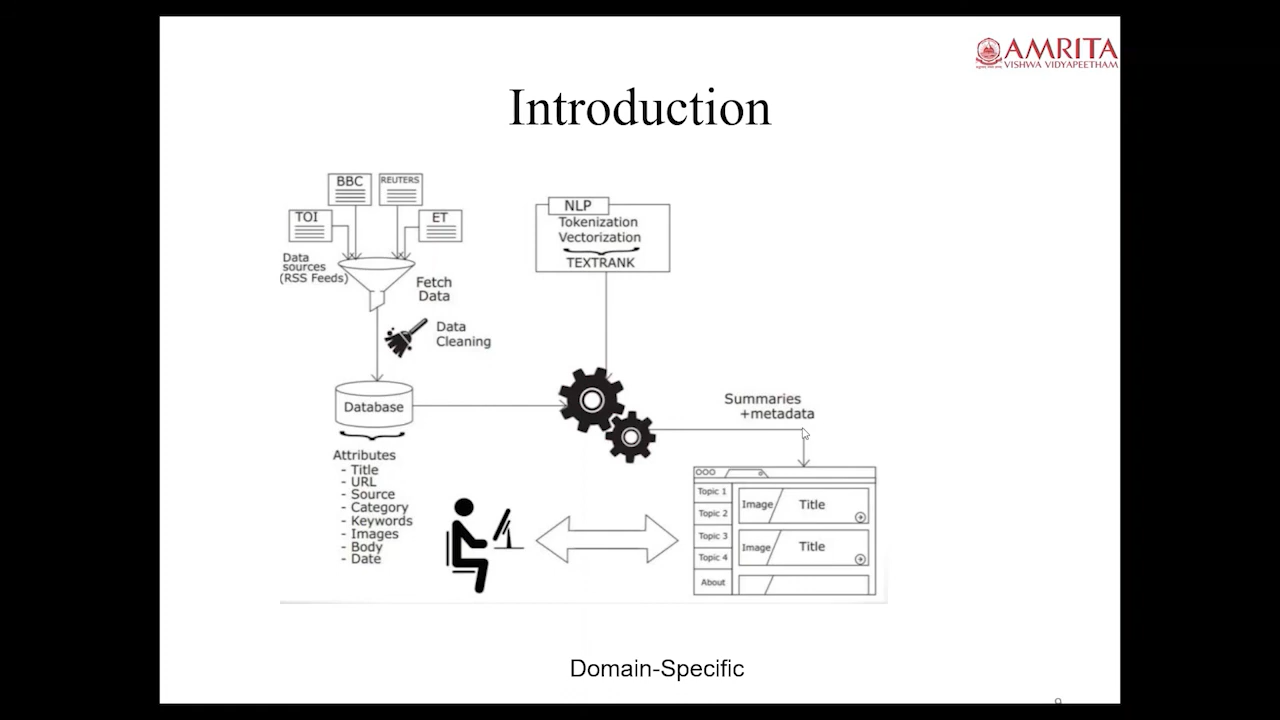 AMRITA
VISHWA VIDYAPEETHAM
Introduction
BBC
REUTERS
TOI
ET
Data
sources
(RSS Feeds)
Fetch
Data
Data
Cleaning
Database
Attributes
- Title
- URL
- Source
- Category
- Keywords
- Images
- Body
- Date
NLP
Tokenization
Vectorization
TEXTRANK
Summaries
+metadata
Topic 1
Topic 2
Topic 3
Topic 4
About
Image
Title
Image
Title
Domain-Specific